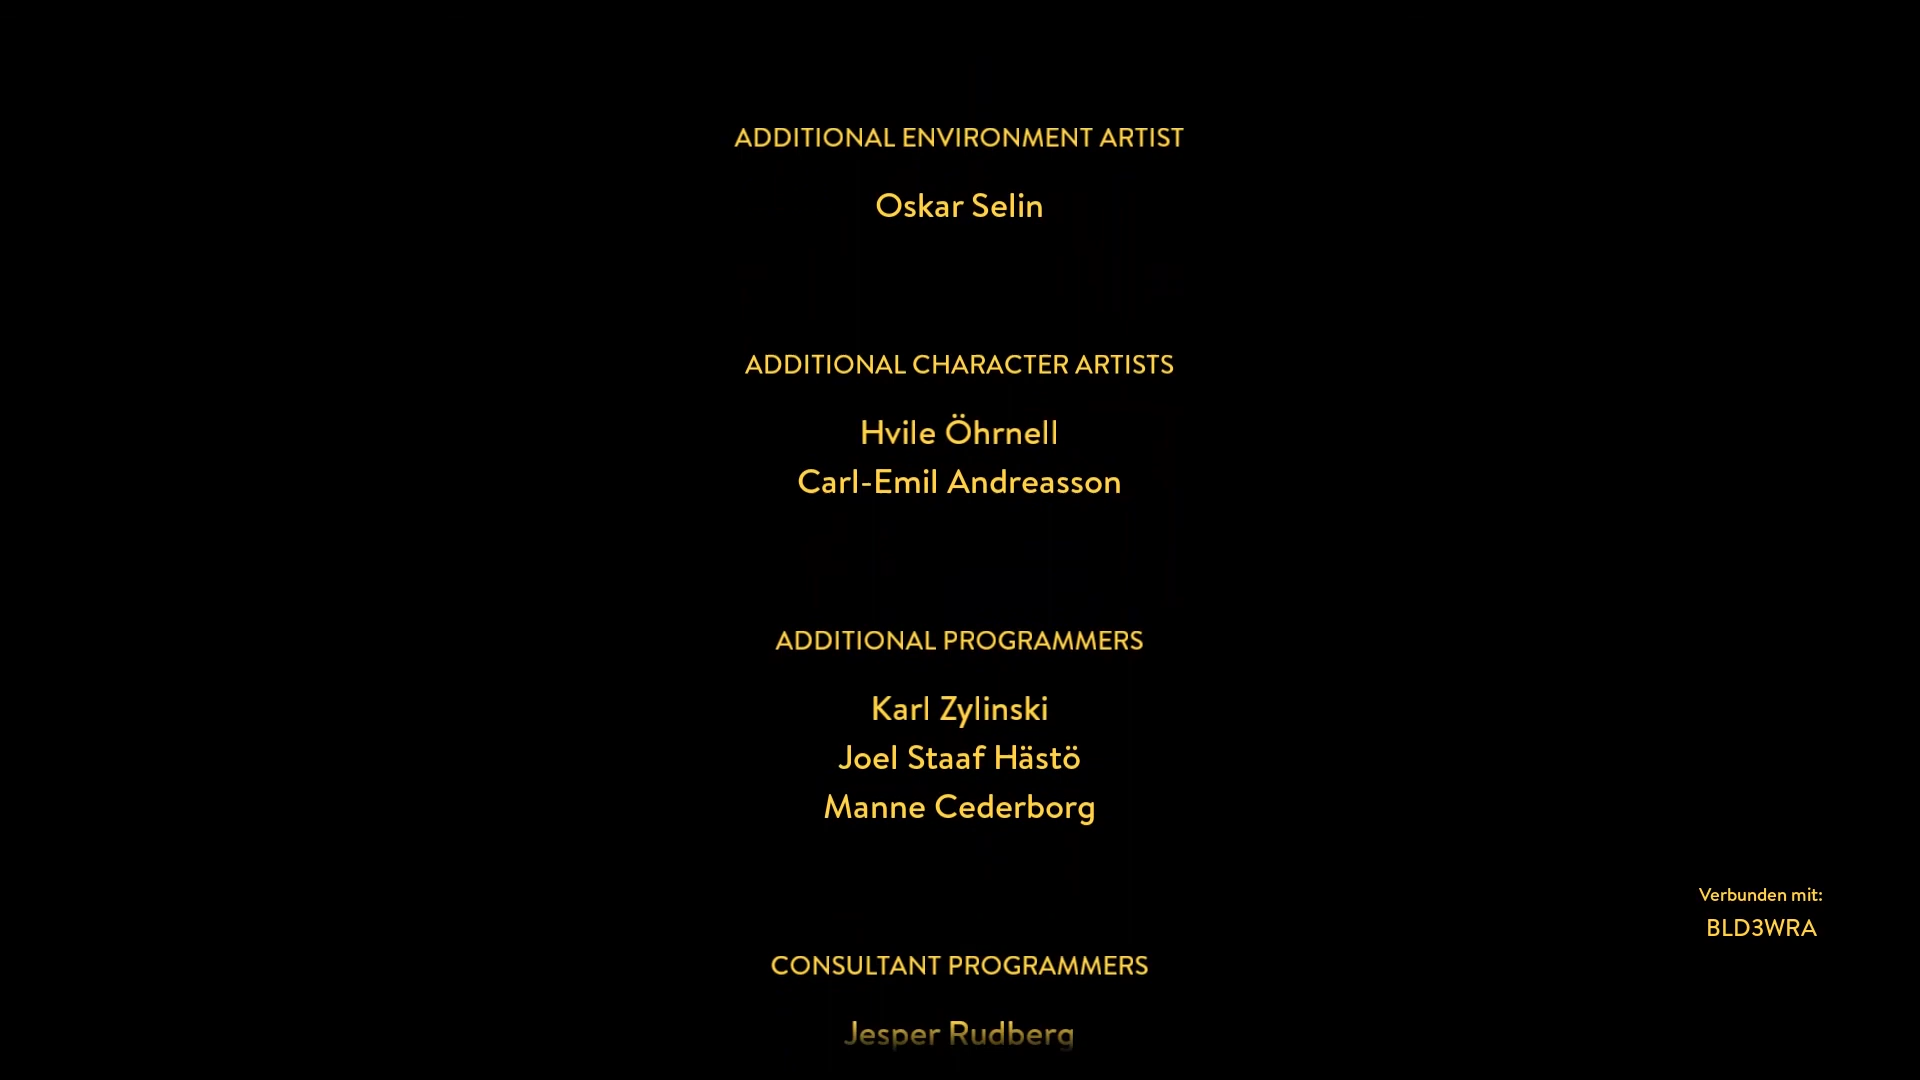 ADDITIONAL ENVIRONMENT ARTIST
Oskar Selin
ADDITIONAL CHARACTER ARTISTS
Hvile Öhrnell
Carl-Emil Andreasson
ADDITIONAL PROGRAMMERS
Karl Zylinski
Joel Staaf Hästö
Manne Cederborg
CONSULTANT PROGRAMMERS
Jesper Rudberg
Verbunden mit:
BLD3WRA